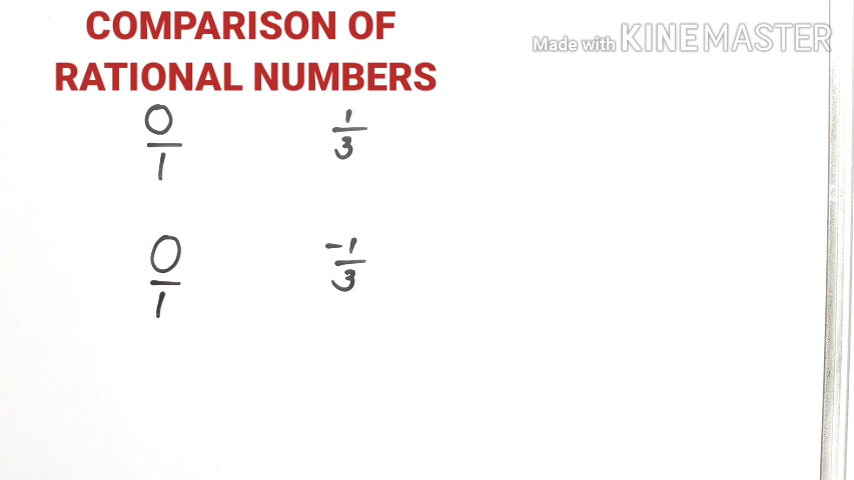 COMPARISON OF
RATIONAL NUMBERS
Made with KINEMASTER
0/1 1/3
0/1 -1/3